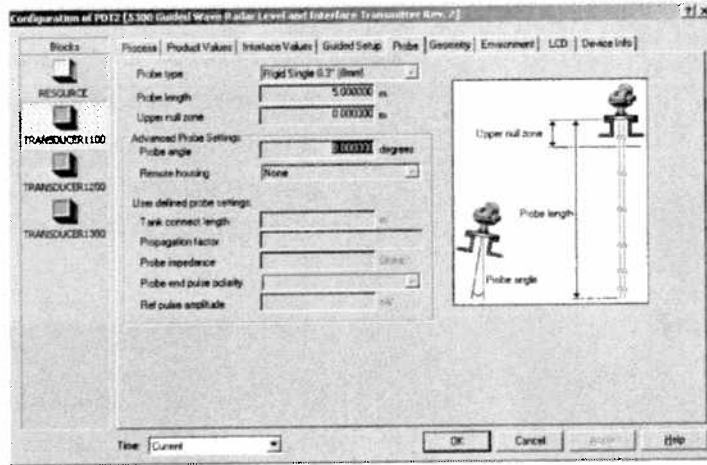 Configuration of PDT2 [5300 Guided Wave Radar Level and Interface Transmitter Rev. 2]
Blocks
RESOURCE
TRANSDUCER1100
TRANSDUCER1200
TRANSDUCER1300
Process
Product Values
Interface Values
Guided Setup
Probe
Geometry
Environment
LCD
Device Info
Probe type
Rigid Single 0.3" (8mm)
Probe length
5.000000 m
Upper null zone
0.000000 m
Advanced Probe Settings
Probe angle
0.000000 degrees
Remote housing
None
User defined probe settings
Tank connect length
m
Propagation factor
Probe impedance
Probe end pulse polarity
Ref pulse amplitude
mV
Upper null zone
Probe length
Probe angle
Time:
Current
OK
Cancel
Help